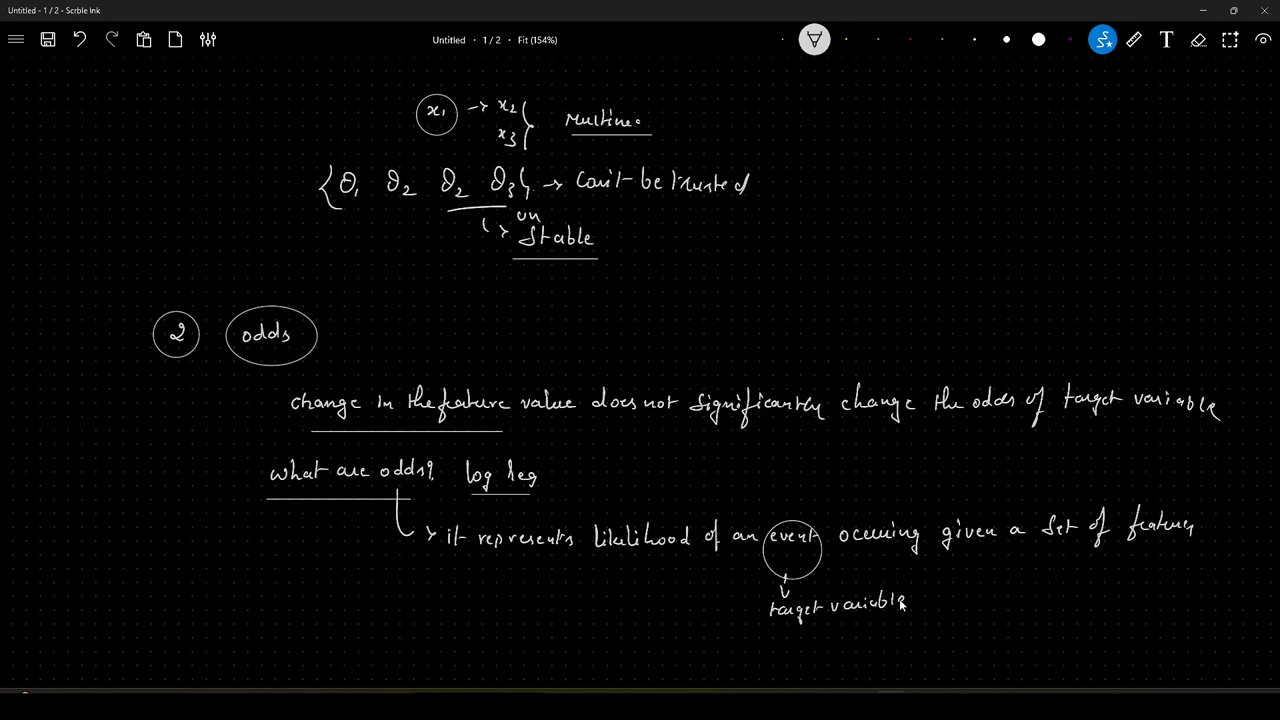 Untitled - 1 / 2 - Scrble Ink
Untitled • 1 / 2 • Fit (154%)
T
x1 -> x2
x3
θ1 θ2 θ2 θ3 -> can't be trusted
un
stable
2 odds
change in the feature value does not significantly change the odds of target variable
what are odds? log reg
it represents likelihood of an event occuring given a set of features
target variable